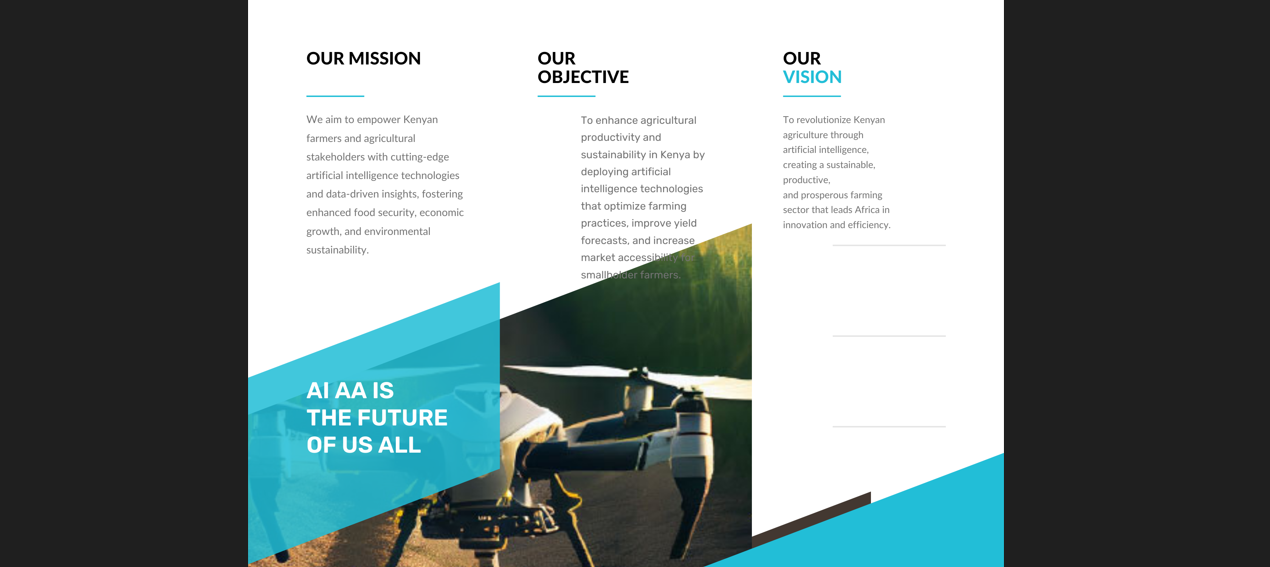 OUR MISSION
We aim to empower Kenyan
farmers and agricultural
stakeholders with cutting-edge
artificial intelligence technologies
and data-driven insights, fostering
enhanced food security, economic
growth, and environmental
sustainability.
OUR
OBJECTIVE
To enhance agricultural
productivity and
sustainability in Kenya by
deploying artificial
intelligence technologies
that optimize farming
practices, improve yield
forecasts, and increase
market accessibility for
smallholder farmers.
OUR
VISION
To revolutionize Kenyan
agriculture through
artificial intelligence,
creating a sustainable,
productive,
and prosperous farming
sector that leads Africa in
innovation and efficiency.
AI AA IS
THE FUTURE
0F US ALL